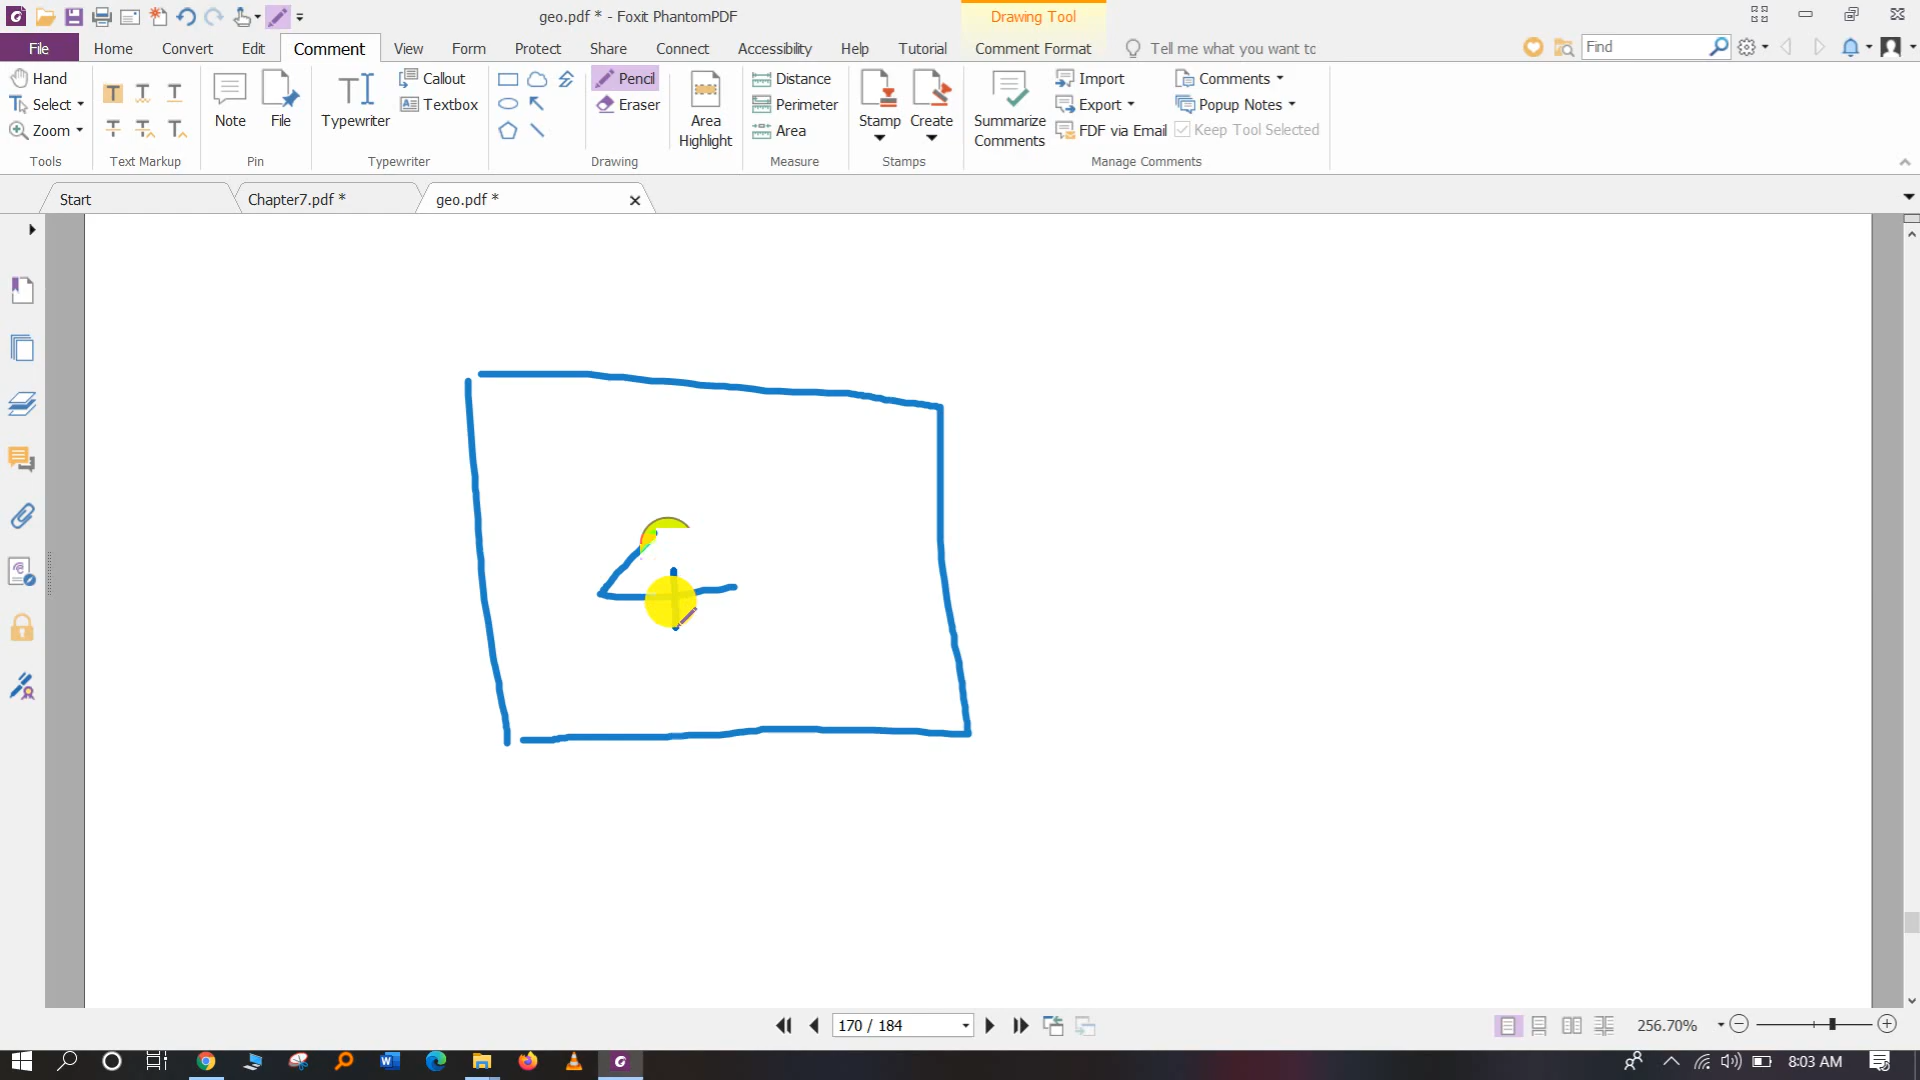 geo.pdf * - Foxit PhantomPDF
Drawing Tool
File Home Convert Edit Comment View Form Protect Share Connect Accessibility Help Tutorial Comment Format Tell me what you want to Find
Hand
Select
Zoom
Tools
Text Markup
Note
File
Pin
Typewriter
Callout
Textbox
Typewriter
Pencil
Eraser
Drawing
Area
Highlight
Distance
Perimeter
Area
Measure
Stamp
Create
Stamps
Summarize
Comments
Import
Export
FDF via Email
Comments
Popup Notes
Keep Tool Selected
Manage Comments
Start
Chapter7.pdf *
geo.pdf *
4
170 / 184
256.70%
8:03 AM